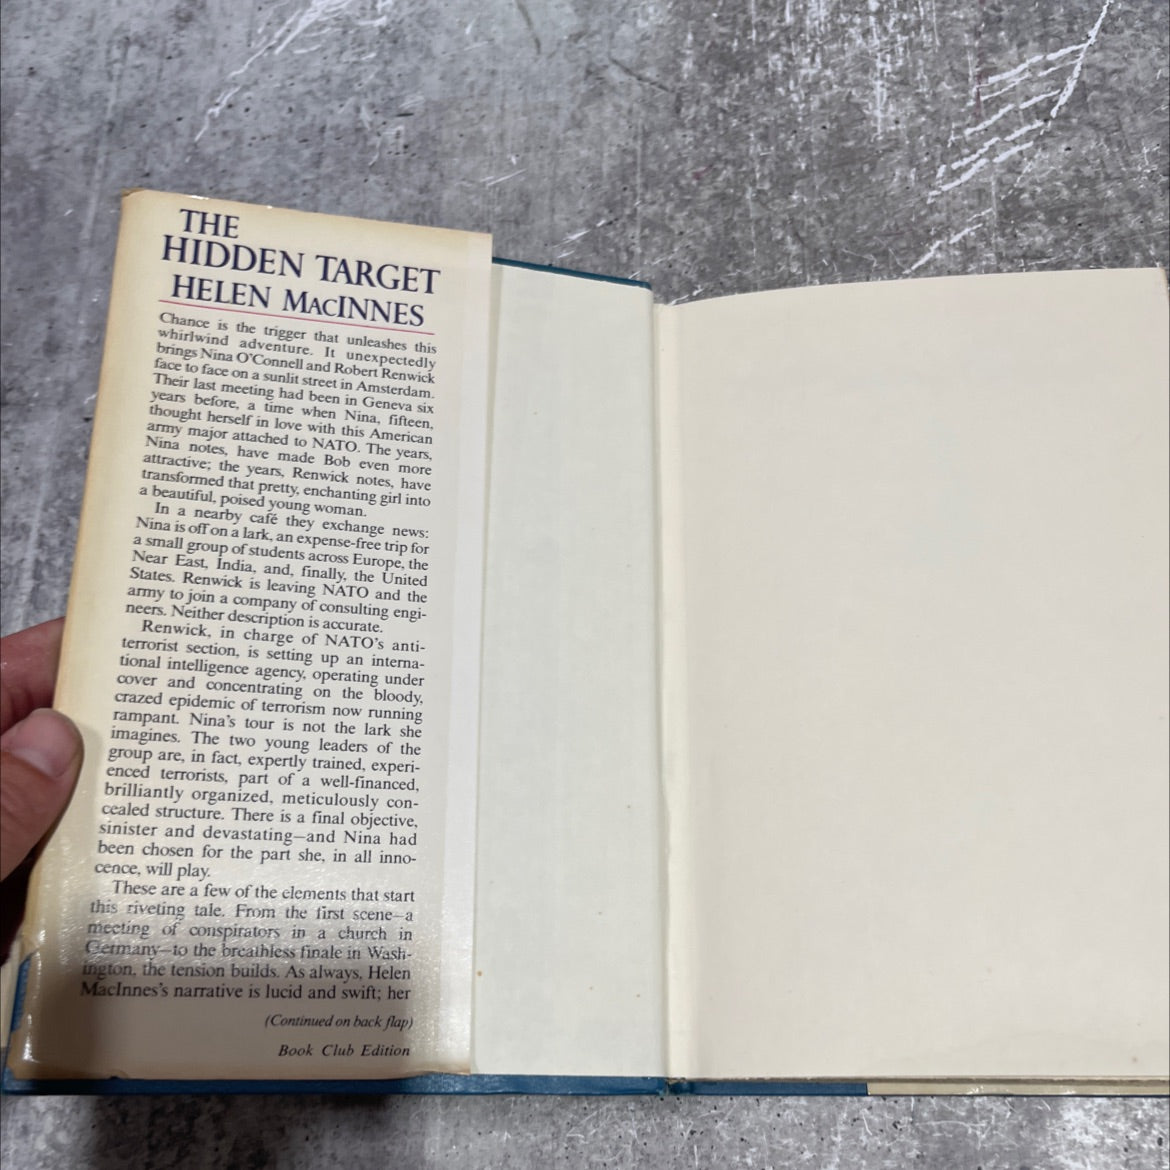 THE
HIDDEN TARGET
HELEN MACINNES
Chance is the trigger that unleashes this
whirlwind adventure. It unexpectedly
brings Nina O'Connell and Robert Renwick
face to face on a sunlit street in Amsterdam.
Their last meeting had been in Geneva six
years before, a time when Nina, fifteen,
thought herself in love with this American
army major attached to NATO. The years,
Nina notes, have made Bob even more
attractive; the years, Renwick notes, have
transformed that pretty, enchanting girl into
a beautiful, poised young woman.
In a nearby café they exchange news:
Nina is off on a lark, an expense-free trip for
a small group of students across Europe, the
Near East, India, and, finally, the United
States. Renwick is leaving NATO and the
army to join a company of consulting engi-
neers. Neither description is accurate.
Renwick, in charge of NATO's anti-
terrorist section, is setting up an interna-
tional intelligence agency, operating under
cover and concentrating on the bloody,
crazed epidemic of terrorism now running
rampant. Nina's tour is not the lark she
imagines. The two young leaders of the
group are, in fact, expertly trained, experi-
enced terrorists, part of a well-financed,
brilliantly organized, meticulously con-
cealed structure. There is a final objective,
sinister and devastating—and Nina had
been chosen for the part she, in all inno-
cence, will play.
These are a few of the elements that start
this riveting tale. From the first scene—a
meeting of conspirators in a church in
Germany—to the breathless finale in Wash-
ington, the tension builds. As always, Helen
MacInnes's narrative is lucid and swift; her
(Continued on back flap)
Book Club Edition